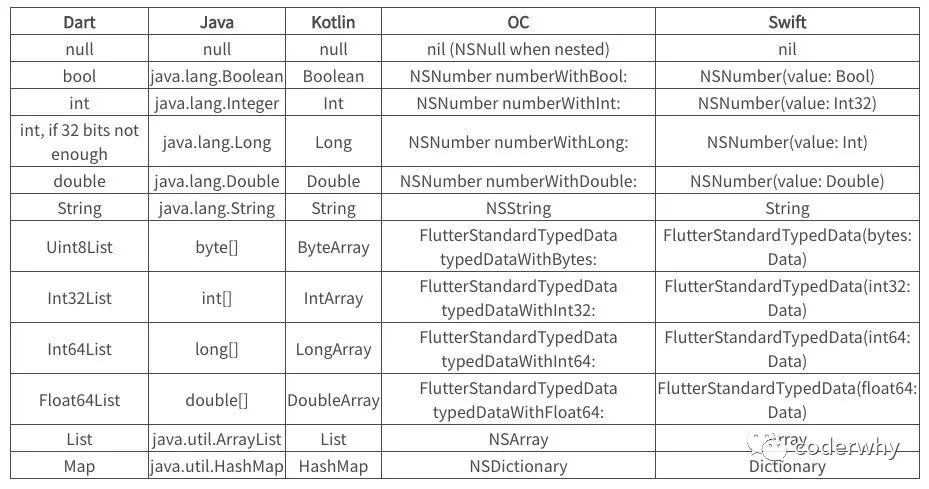 Dart Java Kotlin OC Swift
null null null nil (NSNull when nested) nil
bool java.lang.Boolean Boolean NSNumber numberWithBool: NSNumber(value: Bool)
int java.lang.Integer Int NSNumber numberWithInt: NSNumber(value: Int32)
int, if 32 bits not
enough java.lang.Long Long NSNumber numberWithLong: NSNumber(value: Int)
double java.lang.Double Double NSNumber numberWithDouble: NSNumber(value: Double)
String java.lang.String String NSString String
Uint8List byte[] ByteArray FlutterStandardTypedData FlutterStandardTypedData(bytes:
typedDataWithBytes: Data)
Int32List int[] IntArray FlutterStandardTypedData FlutterStandardTypedData(int32:
typedDataWithInt32: Data)
Int64List long[] LongArray FlutterStandardTypedData FlutterStandardTypedData(int64:
typedDataWithInt64: Data)
Float64List double[] DoubleArray FlutterStandardTypedData FlutterStandardTypedData(float64:
typedDataWithFloat64: Data)
List java.util.ArrayList List NSArray Array
coderwhy
Map java.util.HashMap HashMap NSDictionary Dictionary